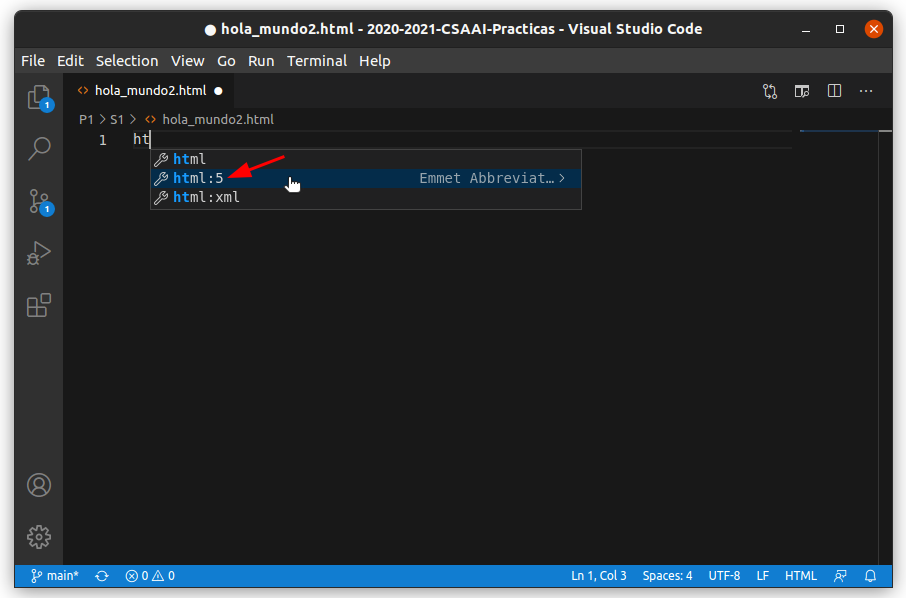 ● hola_mundo2.html - 2020-2021-CSAAI-Practicas - Visual Studio Code
File Edit Selection View Go Run Terminal Help
1
<> hola_mundo2.html ●
P1 > S1 > <> hola_mundo2.html
1 ht
html
html:5 Emmet Abbreviat… >
html:xml
1
main* 0 0 Ln 1, Col 3 Spaces: 4 UTF-8 LF HTML